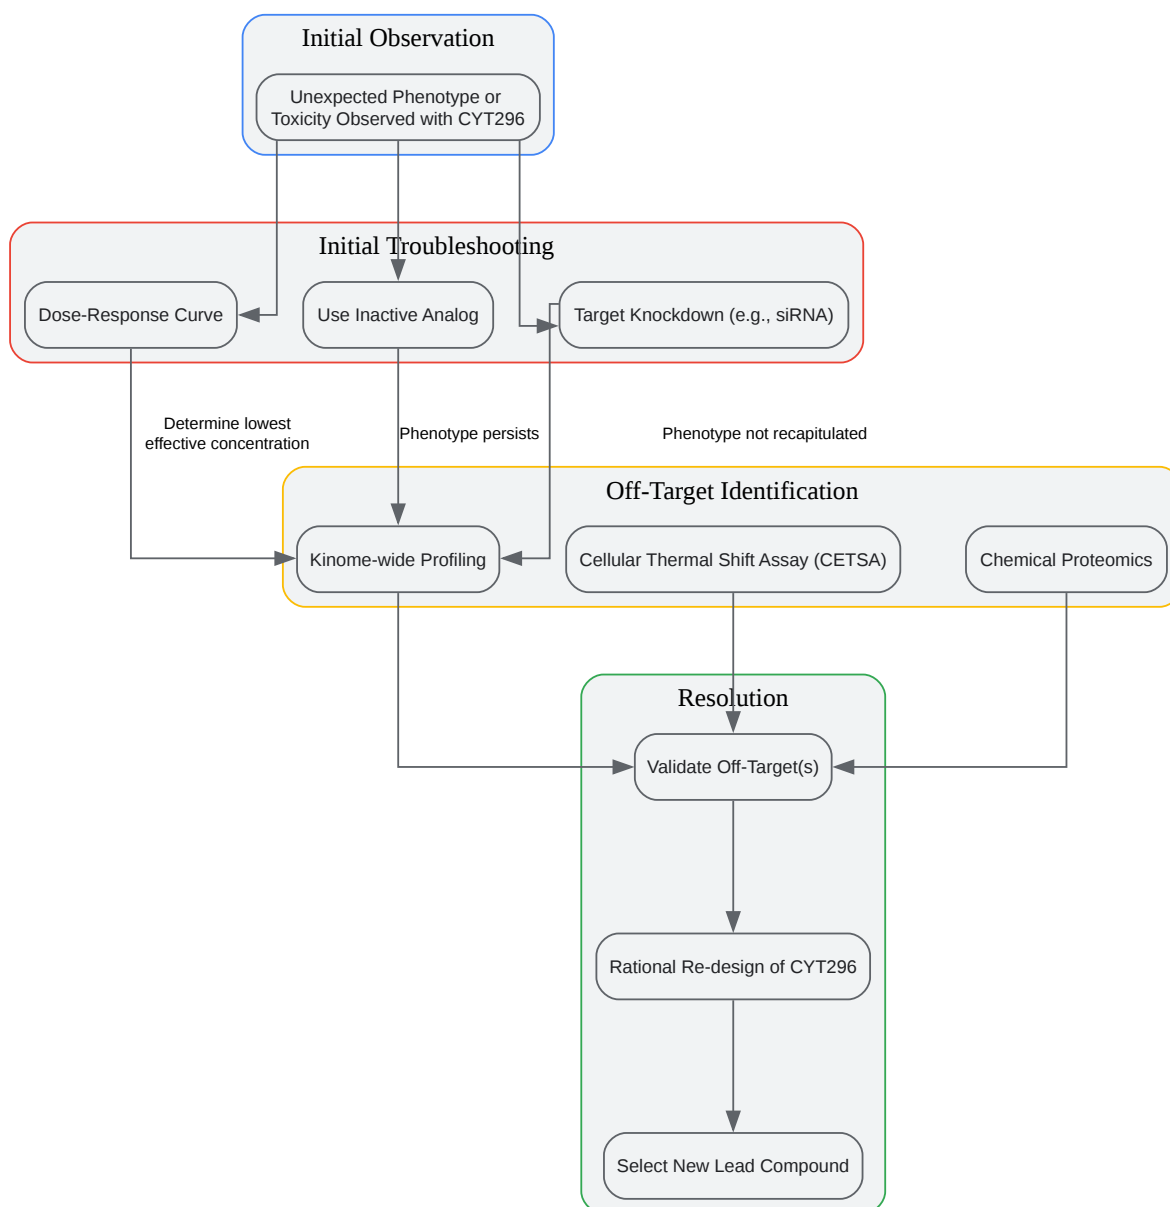 Initial Observation
Unexpected Phenotype or
Toxicity Observed with CYT296
Initial Troubleshooting
Dose-Response Curve
Use Inactive Analog
Target Knockdown (e.g., siRNA)
Determine lowest
effective concentration
Phenotype persists
Phenotype not recapitulated
Off-Target Identification
Kinome-wide Profiling
Cellular Thermal Shift Assay (CETSA)
Chemical Proteomics
Resolution
Validate Off-Target(s)
Rational Re-design of CYT296
Select New Lead Compound